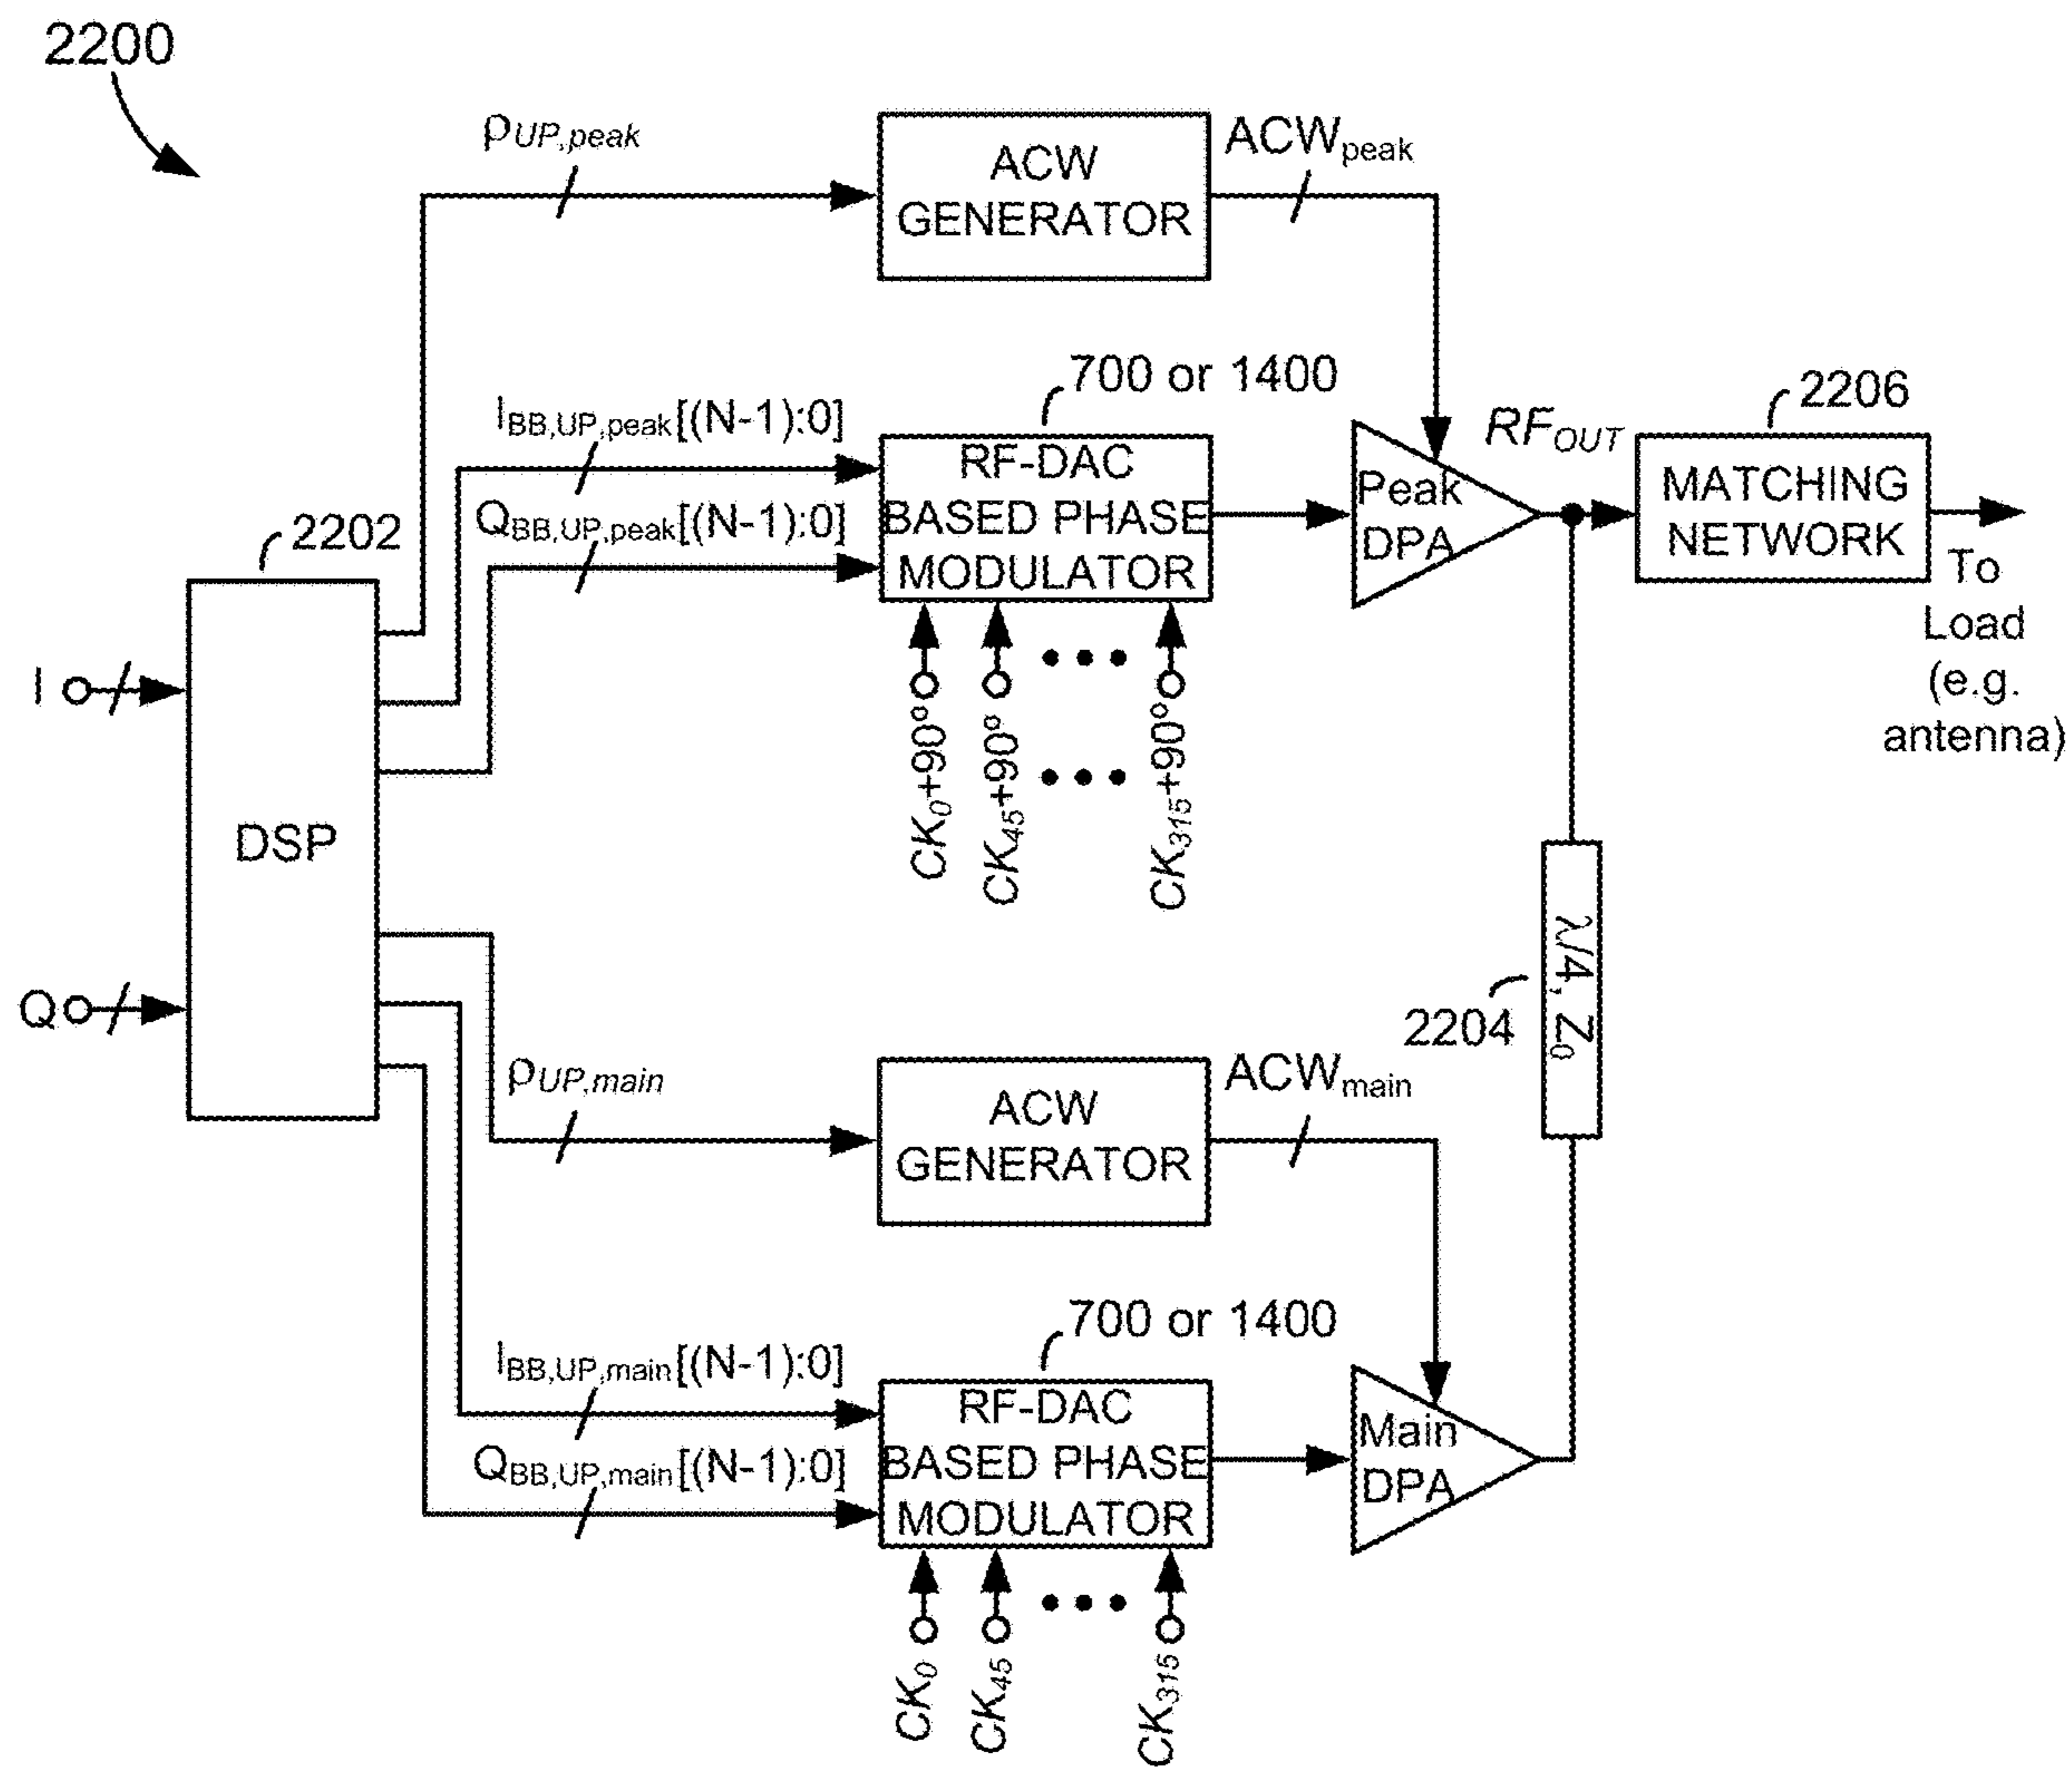 2200
ρUP,peak
ACW
GENERATOR
ACWpeak
700 or 1400
IBB,UP,peak[(N-1):0]
QBB,UP,peak[(N-1):0]
RF-DAC
BASED PHASE
MODULATOR
Peak
DPA
RFOUT
2206
MATCHING
NETWORK
To
Load
(e.g.
antenna)
CK0+90°
CK45+90°
CK315+90°
2202
I
Q
DSP
2204
λ/4, Z0
ρUP,main
ACW
GENERATOR
ACWmain
700 or 1400
IBB,UP,main[(N-1):0]
QBB,UP,main[(N-1):0]
RF-DAC
BASED PHASE
MODULATOR
Main
DPA
CK0
CK45
CK315